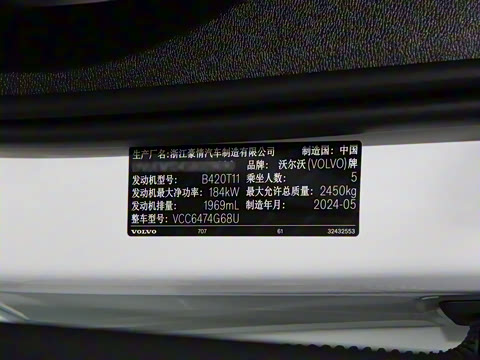 生产厂名:浙江豪情汽车制造有限公司 制造国: 中国
品牌: 沃尔沃(VOLVO)牌
发动机型号: B420T11 乘坐人数: 5
发动机最大净功率: 184kW 最大允许总质量: 2450kg
发动机排量: 1969mL 制造年月: 2024-05
整车型号: VCC6474G68U
VOLVO 707 61 32432553